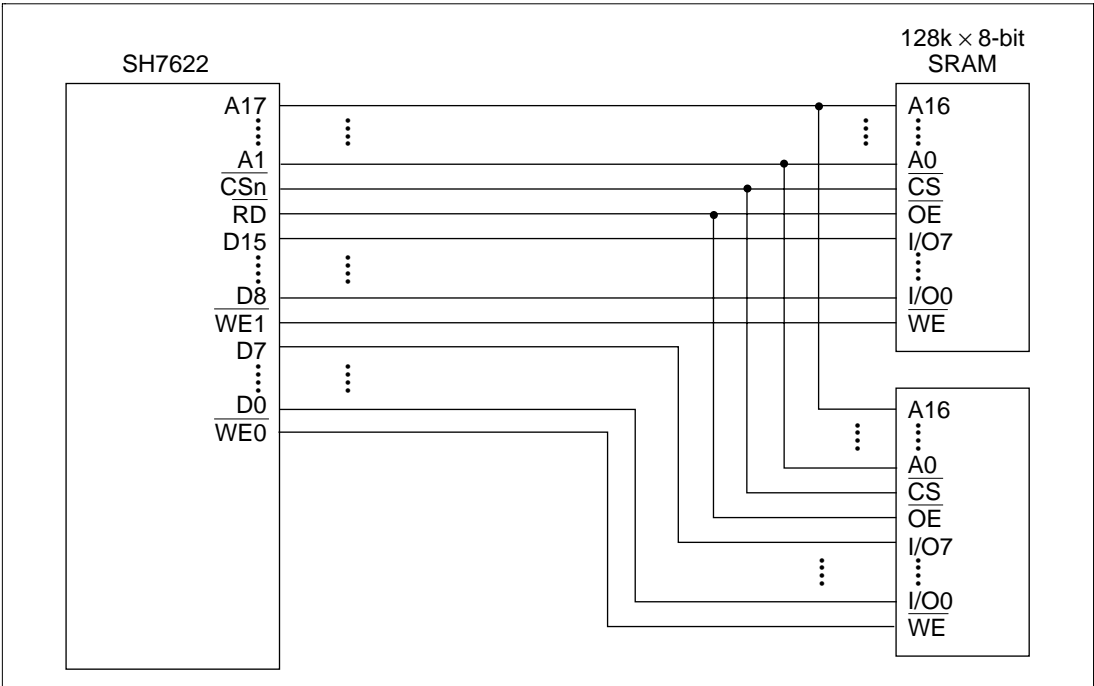 SH7622
A17
A1
CSn
RD
D15
D8
WE1
D7
D0
WE0
128k × 8-bit
SRAM
A16
A0
CS
OE
I/O7
I/O0
WE
A16
A0
CS
OE
I/O7
I/O0
WE